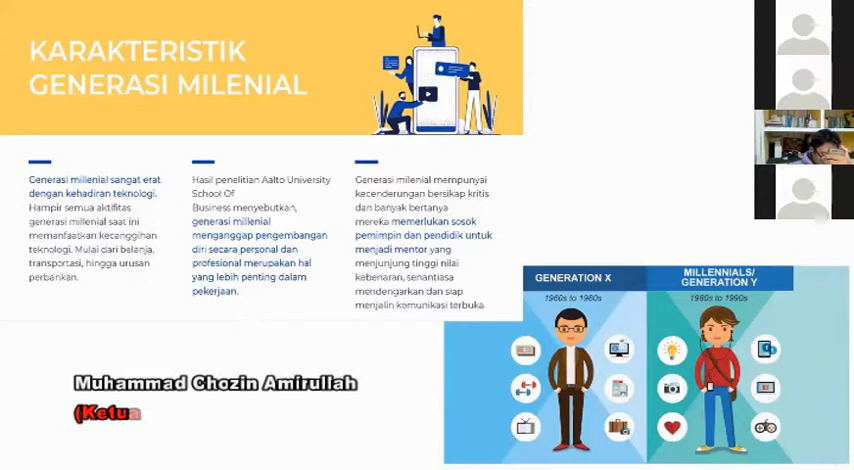 KARAKTERISTIK
GENERASI MILENIAL
Generasi millenial sangat erat
dengan kehadiran teknologi.
Hampir semua aktifitas
generasi millenial saat ini
memanfaatkan kecanggihan
teknologi. Mulai dari belanja,
transportasi, hingga urusan
perbankan.
Hasil penelitian Aalto University
School Of
Business menyebutkan,
generasi millenial
menganggap pengembangan
diri secara personal dan
profesional merupakan hal
yang lebih penting dalam
pekerjaan.
Generasi milenial mempunyai
kecenderungan bersikap kritis
dan banyak bertanya
mereka memerlukan sosok
pemimpin dan pendidik untuk
menjadi mentor yang
menjunjung tinggi nilai
kebenaran, senantiasa
mendengarkan dan siap
menjalin komunikasi terbuka.
GENERATION X
1960s to 1980s
MILLENNIALS/
GENERATION Y
1980s to 1990s
Muhammad Chozin Amirullah
(Ketua